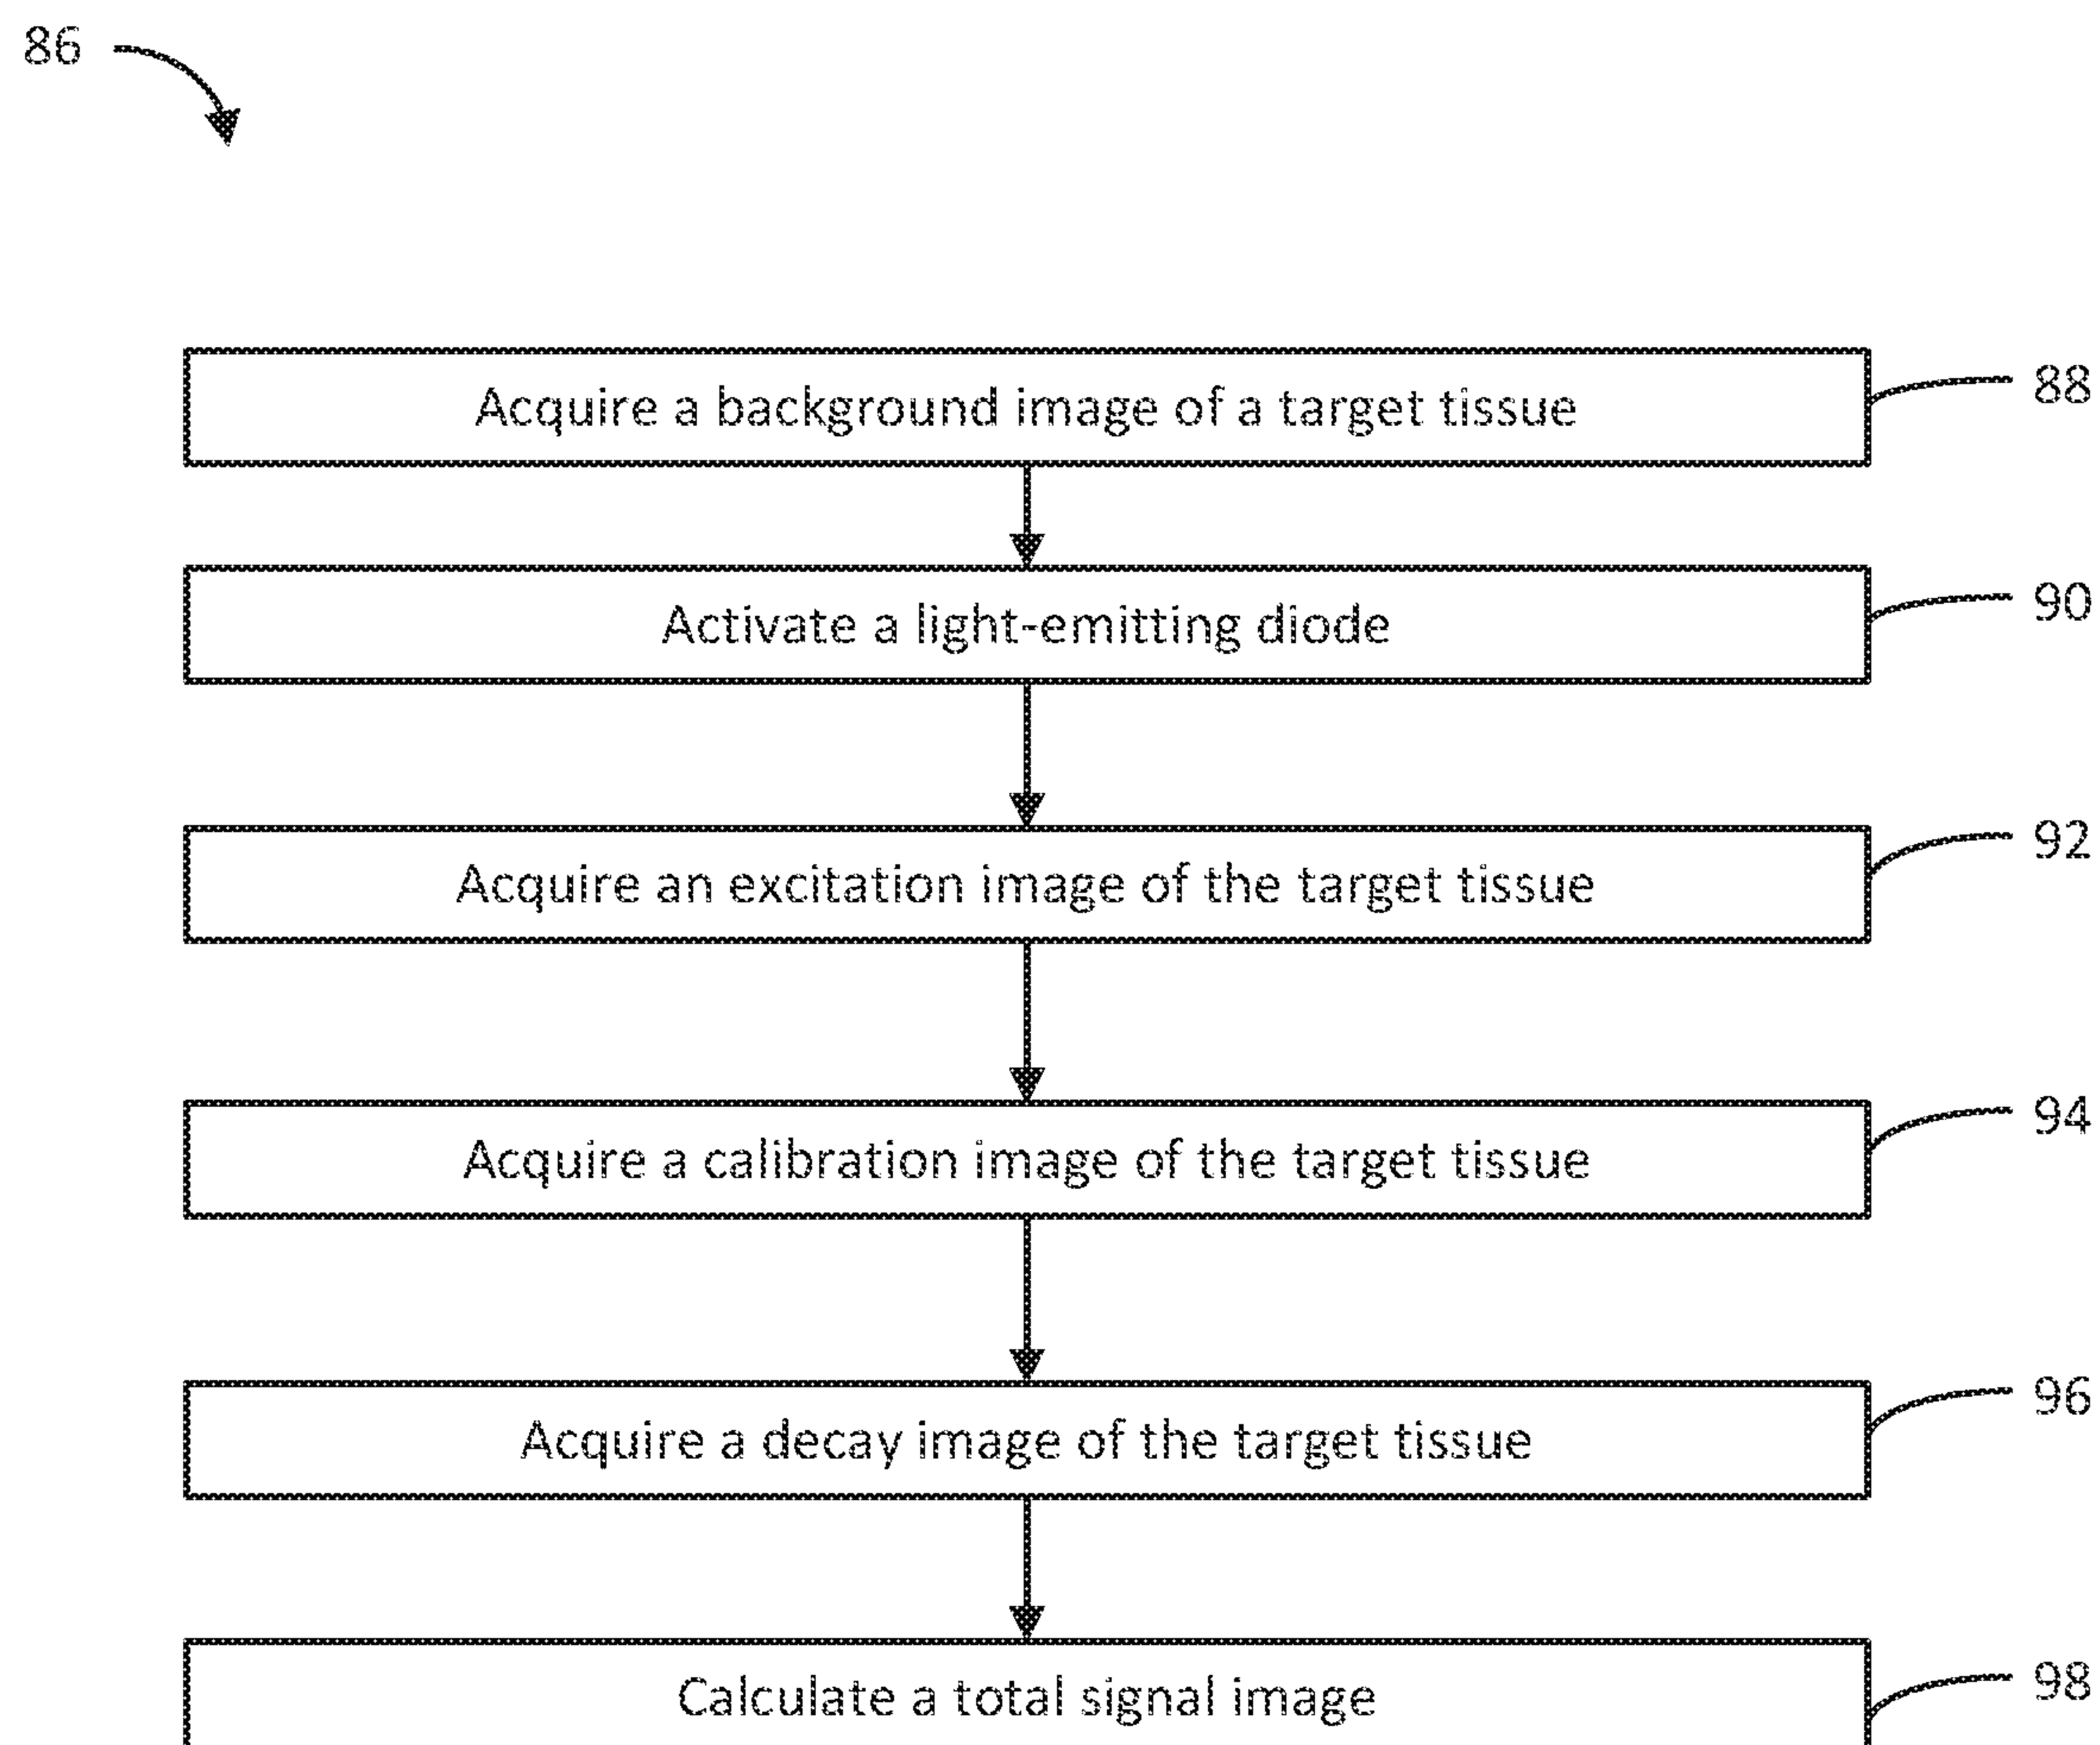 86
Acquire a background image of a target tissue
88
Activate a light-emitting diode
90
Acquire an excitation image of the target tissue
92
Acquire a calibration image of the target tissue
94
Acquire a decay image of the target tissue
96
Calculate a total signal image
98